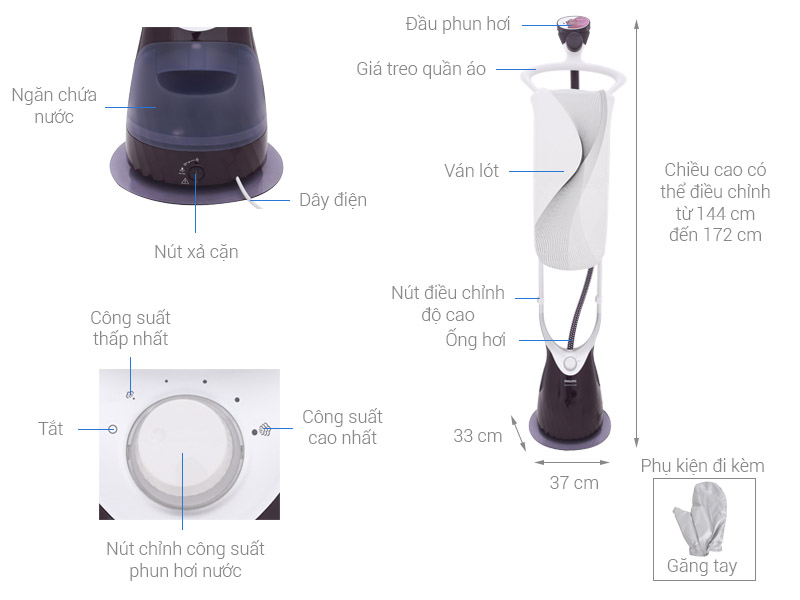 Ngăn chứa
nước
Dây điện
Nút xả cặn
Công suất
thấp nhất
Tắt
Công suất
cao nhất
Nút chỉnh công suất
phun hơi nước
Đầu phun hơi
Giá treo quần áo
Ván lót
Nút điều chỉnh
độ cao
Ống hơi
Chiều cao có
thể điều chỉnh
từ 144 cm
đến 172 cm
33 cm
37 cm
PHILIPS
Phụ kiện đi kèm
Găng tay